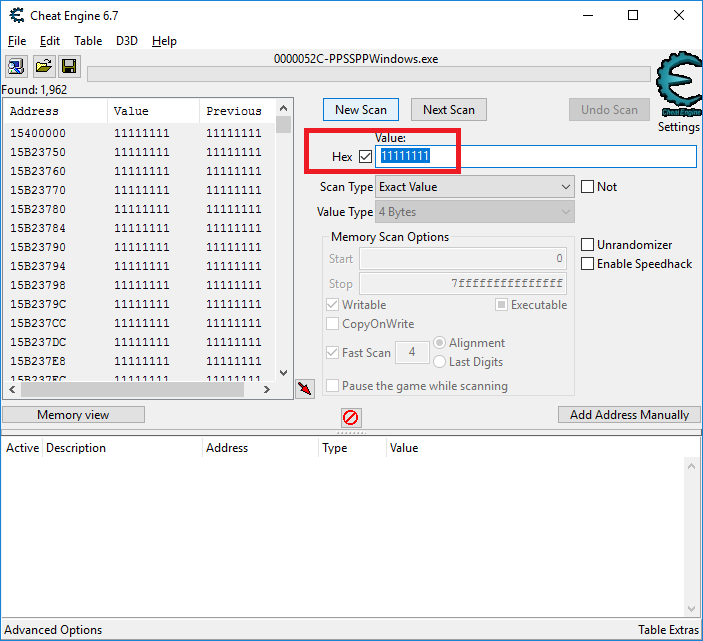 Cheat Engine 6.7
File Edit Table D3D Help
0000052C-PPSSPPWindows.exe
Found: 1,962
Address Value Previous
15400000 11111111 11111111
15B23750 11111111 11111111
15B23760 11111111 11111111
15B23770 11111111 11111111
15B23780 11111111 11111111
15B23784 11111111 11111111
15B23790 11111111 11111111
15B23794 11111111 11111111
15B23798 11111111 11111111
15B2379C 11111111 11111111
15B237CC 11111111 11111111
15B237DC 11111111 11111111
15B237E8 11111111 11111111
15B237EC 11111111 11111111
New Scan Next Scan Undo Scan
Cheat Engine
Settings
Value:
Hex 11111111
Scan Type Exact Value Not
Value Type 4 Bytes
Memory Scan Options
Start 0
Stop 7fffffffffffffff
Writable Executable
CopyOnWrite
Fast Scan 4 Alignment
Last Digits
Pause the game while scanning
Unrandomizer
Enable Speedhack
Memory view Add Address Manually
Active Description Address Type Value
Advanced Options Table Extras